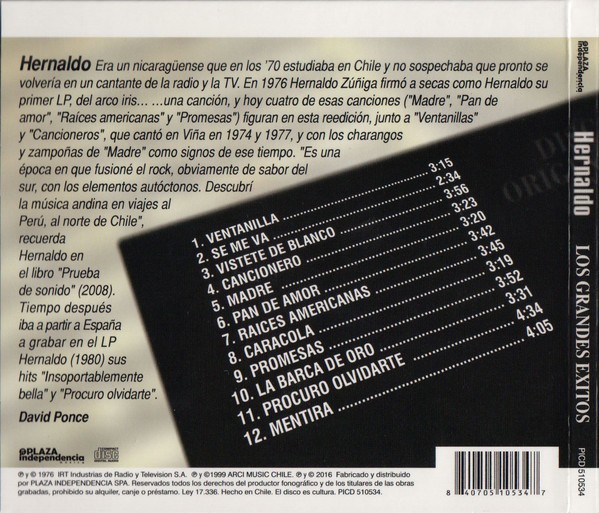 Hernaldo Era un nicaragüense que en los '70 estudiaba en Chile y no sospechaba que pronto se
volvería en un cantante de la radio y la TV. En 1976 Hernaldo Zúñiga firmó a secas como Hernaldo su
primer LP, del arco iris... ...una canción, y hoy cuatro de esas canciones ("Madre", "Pan de
amor", "Raíces americanas" y "Promesas") figuran en esta reedición, junto a "Ventanillas"
y "Cancioneros", que cantó en Viña en 1974 y 1977, y con los charangos
y zampoñas de "Madre" como signos de ese tiempo. "Es una
época en que fusioné el rock, obviamente de sabor del
sur, con los elementos autóctonos. Descubrí
la música andina en viajes al
Perú, al norte de Chile",
recuerda
Hernaldo en
el libro "Prueba
de sonido" (2008).
Tiempo después
iba a partir a España
a grabar en el LP
Hernaldo (1980) sus
hits "Insoportablemente
bella" y "Procuro olvidarte".
David Ponce
1. VENTANILLA 3:15
2. SE ME VA 2:34
3. VISTETE DE BLANCO 3:56
4. CANCIONERO 3:23
5. MADRE 3:20
6. PAN DE AMOR 3:42
7. RAICES AMERICANAS 3:45
8. CARACOLA 3:19
9. PROMESAS 3:52
10. LA BARCA DE ORO 3:31
11. PROCURO OLVIDARTE 4:34
12. MENTIRA 4:05
PLAZA
independencia
música
COMPACT
disc
DIGITAL AUDIO
℗ y © 1976 IRT Industrias de Radio y Television S.A. ℗ y ©1999 ARCI MUSIC CHILE. ℗ y © 2016 Fabricado y distribuido
por PLAZA INDEPENDENCIA SPA. Reservados todos los derechos del productor fonográfico y de los titulares de las obras
grabadas, prohibido su alquiler, canje o préstamo. Ley 17.336. Hecho en Chile. El disco es cultura. PICD 510534.
8 40705 10534 7
PLAZA
independencia
Hernaldo
LOS GRANDES EXITOS
PICD 510534